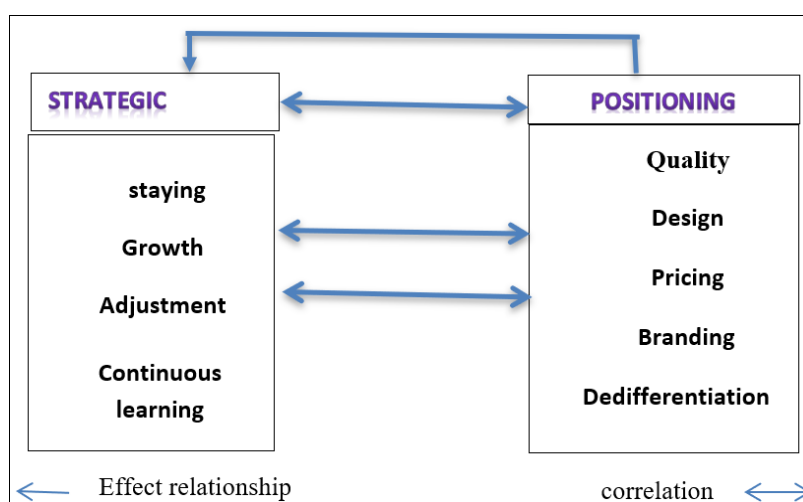 STRATEGIC
POSITIONING
staying
Growth
Adjustment
Continuous
learning
Quality
Design
Pricing
Branding
Dedifferentiation
Effect relationship
correlation